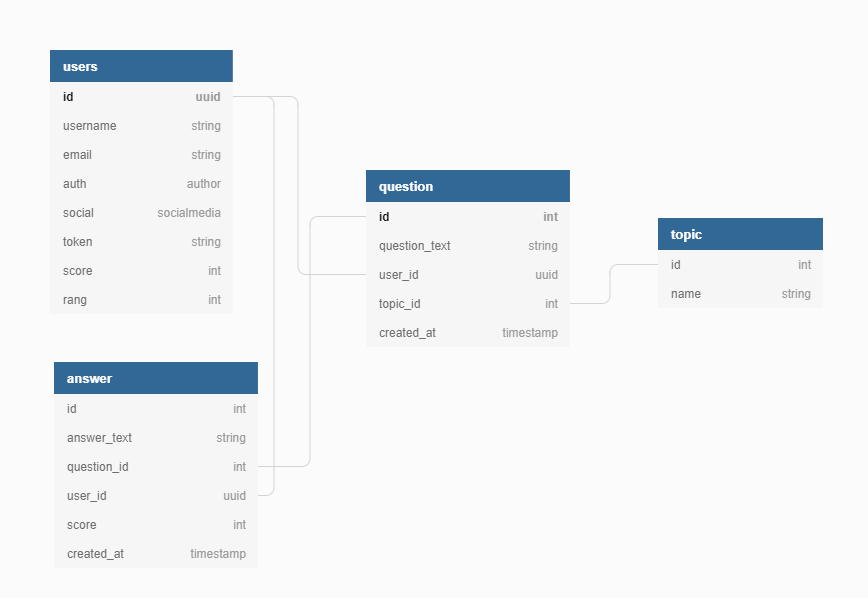 users
id uuid
username string
email string
auth author
social socialmedia
token string
score int
rang int
answer
id int
answer_text string
question_id int
user_id uuid
score int
created_at timestamp
question
id int
question_text string
user_id uuid
topic_id int
created_at timestamp
topic
id int
name string